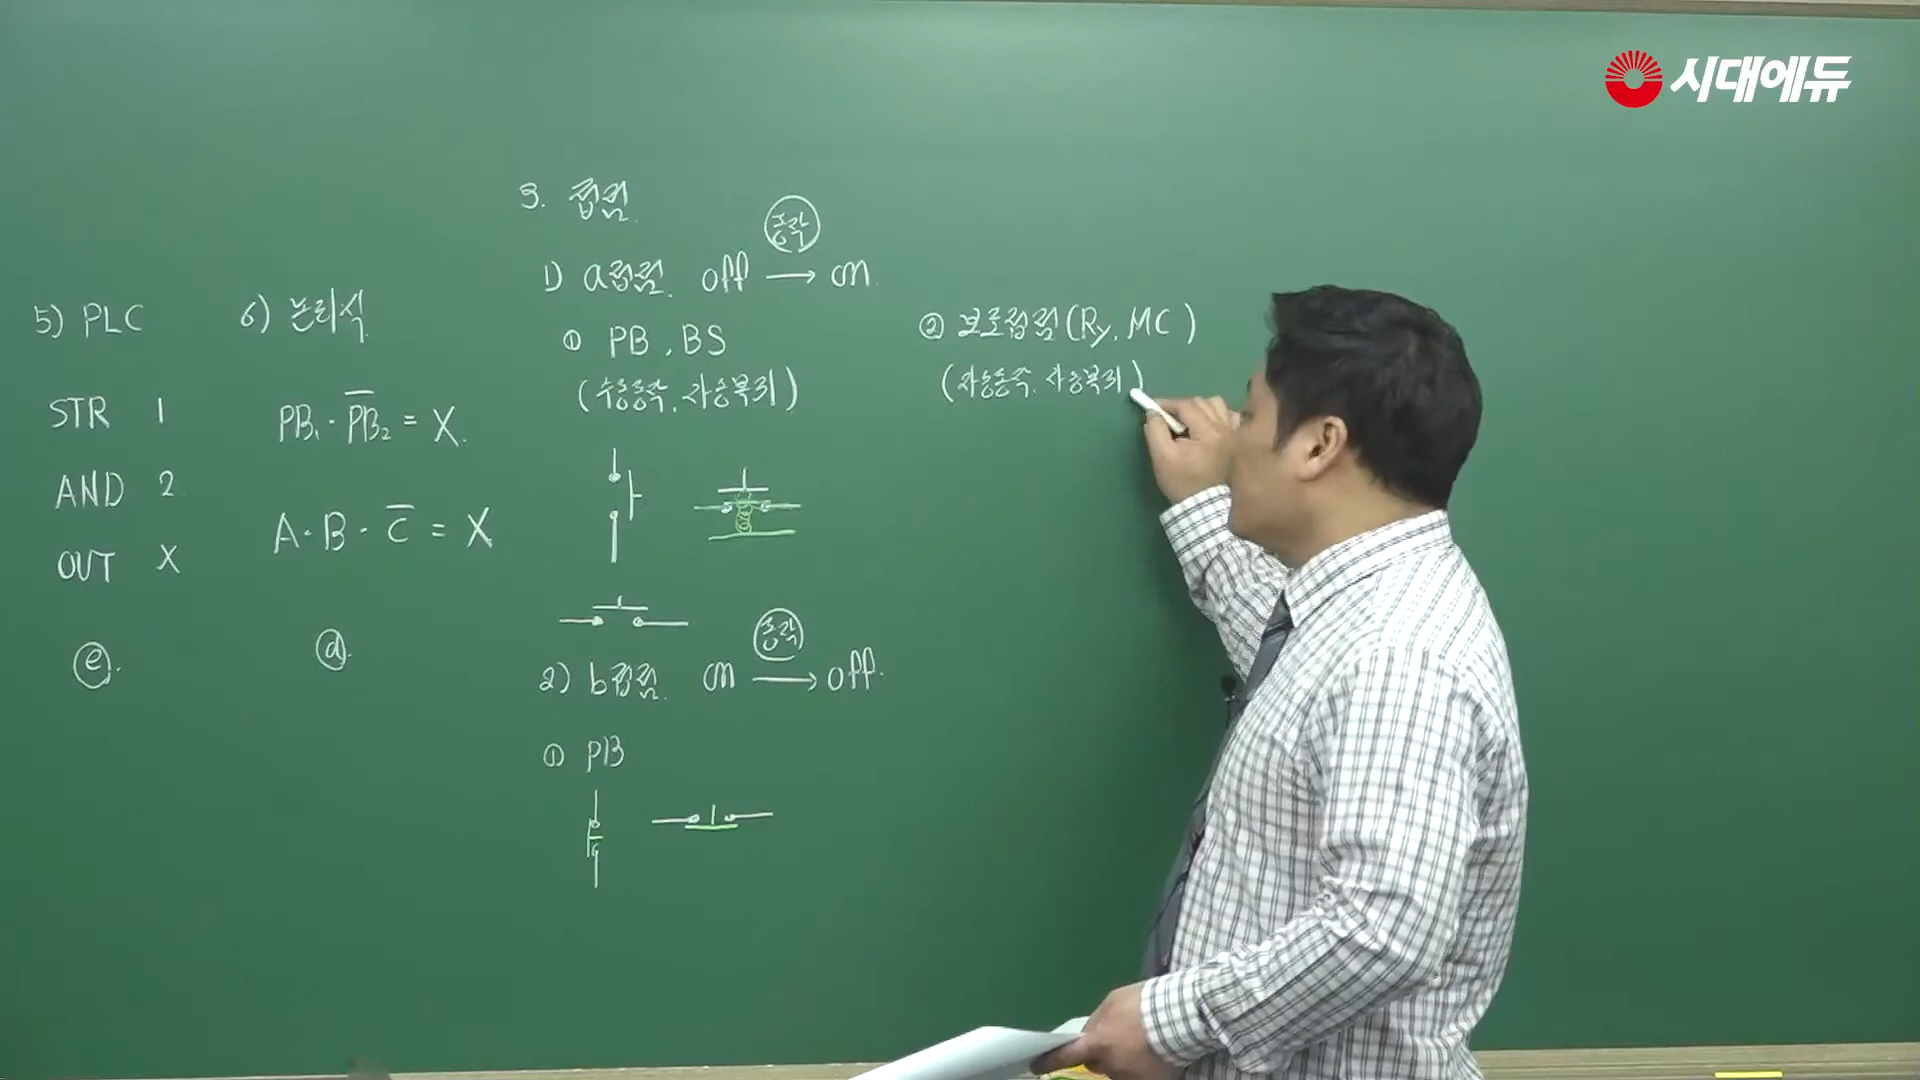 시대에듀
5) PLC
STR 1
AND 2
OUT X
ⓔ.
6) 논리식
PB₁ · P̅B̅₂ = X.
A · B · C̅ = X
ⓓ.
3. 접점.
1) a접점. off → on
동작
① PB, BS
(수동동작, 자동복귀)
2) b접점. on → off.
동작
① PB
② 보조접점(Ry, MC)
(자동동작, 자동복귀)